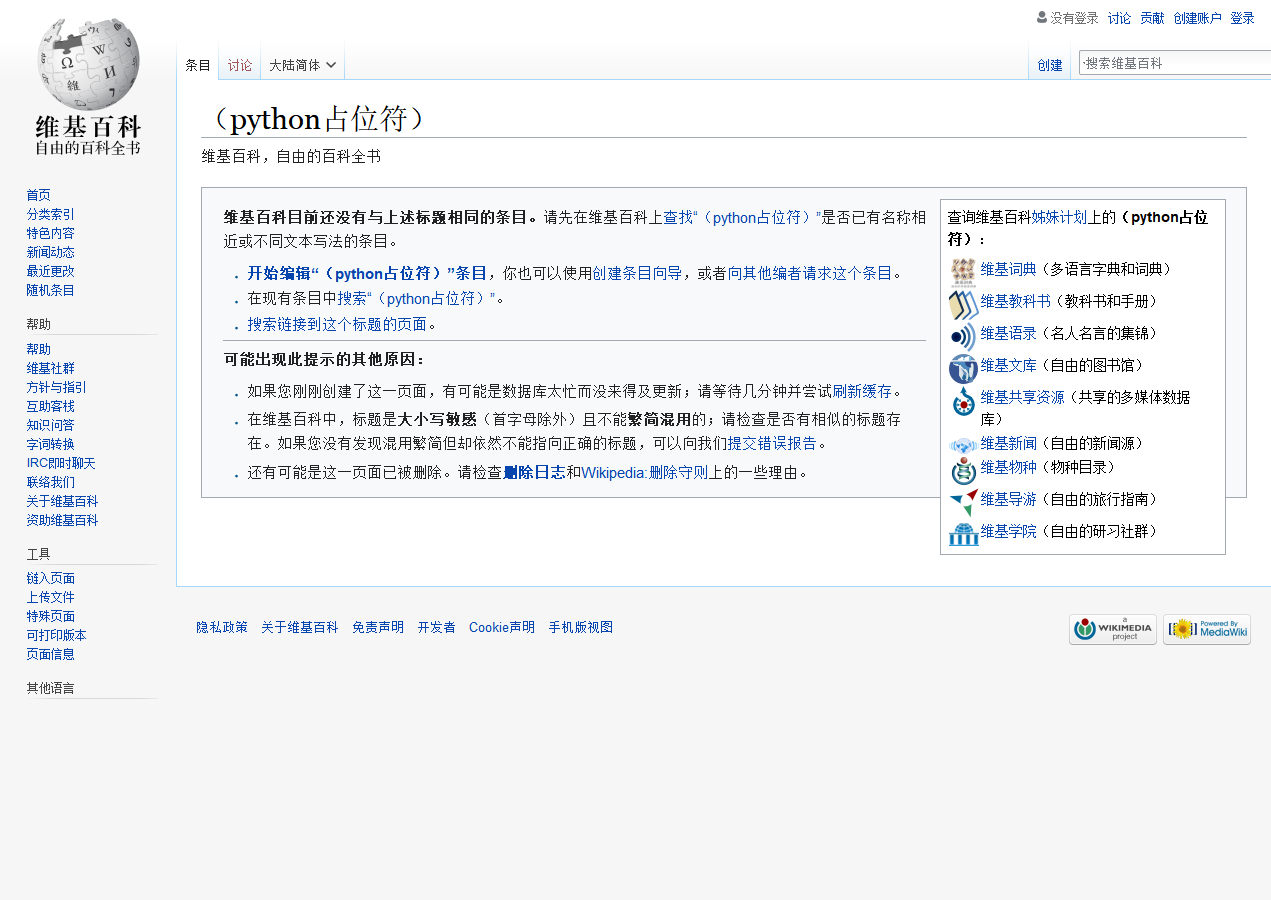 没有登录 讨论 贡献 创建账户 登录
条目 讨论 大陆简体 创建 搜索维基百科
维基百科
自由的百科全书
首页
分类索引
特色内容
新闻动态
最近更改
随机条目
帮助
帮助
维基社群
方针与指引
互助客栈
知识问答
字词转换
IRC即时聊天
联络我们
关于维基百科
资助维基百科
工具
链入页面
上传文件
特殊页面
可打印版本
页面信息
其他语言
（python占位符）
维基百科，自由的百科全书
维基百科目前还没有与上述标题相同的条目。请先在维基百科上查找“（python占位符）”是否已有名称相
近或不同文本写法的条目。
开始编辑“（python占位符）”条目，你也可以使用创建条目向导，或者向其他编者请求这个条目。
在现有条目中搜索“（python占位符）”。
搜索链接到这个标题的页面。
可能出现此提示的其他原因：
如果您刚刚创建了这一页面，有可能是数据库太忙而没来得及更新；请等待几分钟并尝试刷新缓存。
在维基百科中，标题是大小写敏感（首字母除外）且不能繁简混用的；请检查是否有相似的标题存
在。如果您没有发现混用繁简但却依然不能指向正确的标题，可以向我们提交错误报告。
还有可能是这一页面已被删除。请检查删除日志和Wikipedia:删除守则上的一些理由。
查询维基百科姊妹计划上的（python占位
符）：
维基词典（多语言字典和词典）
维基教科书（教科书和手册）
维基语录（名人名言的集锦）
维基文库（自由的图书馆）
维基共享资源（共享的多媒体数据
库）
维基新闻（自由的新闻源）
维基物种（物种目录）
维基导游（自由的旅行指南）
维基学院（自由的研习社群）
隐私政策 关于维基百科 免责声明 开发者 Cookie声明 手机版视图
a
WIKIMEDIA
project
Powered By
MediaWiki